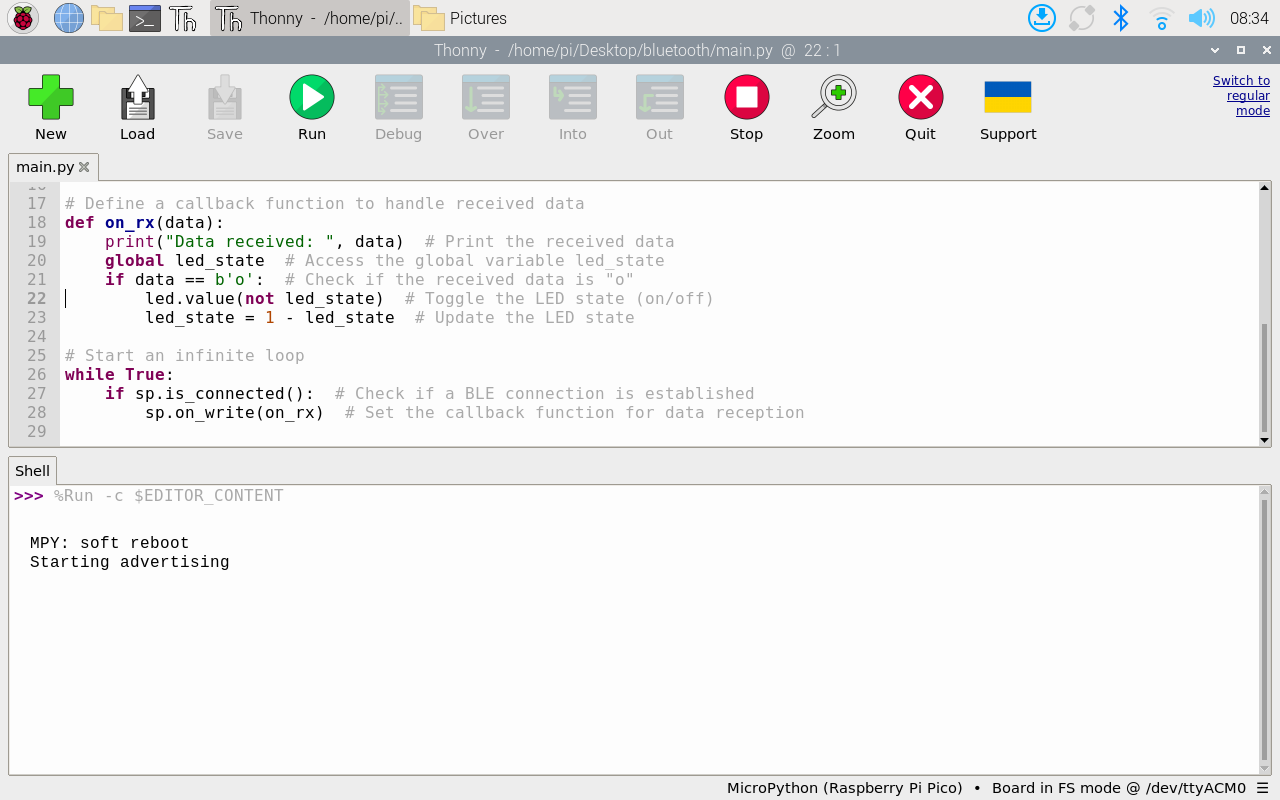 Thonny - /home/pi/..
Pictures
08:34
Thonny - /home/pi/Desktop/bluetooth/main.py @ 22 : 1
New
Load
Save
Run
Debug
Over
Into
Out
Stop
Zoom
Quit
Support
Switch to
regular
mode
main.py
16
17 # Define a callback function to handle received data
18 def on_rx(data):
19     print("Data received: ", data)  # Print the received data
20     global led_state  # Access the global variable led_state
21     if data == b'o':  # Check if the received data is "o"
22         led.value(not led_state)  # Toggle the LED state (on/off)
23         led_state = 1 - led_state  # Update the LED state
24
25 # Start an infinite loop
26 while True:
27     if sp.is_connected():  # Check if a BLE connection is established
28         sp.on_write(on_rx)  # Set the callback function for data reception
29
Shell
>>> %Run -c $EDITOR_CONTENT
MPY: soft reboot
Starting advertising
MicroPython (Raspberry Pi Pico) • Board in FS mode @ /dev/ttyACM0 ☰